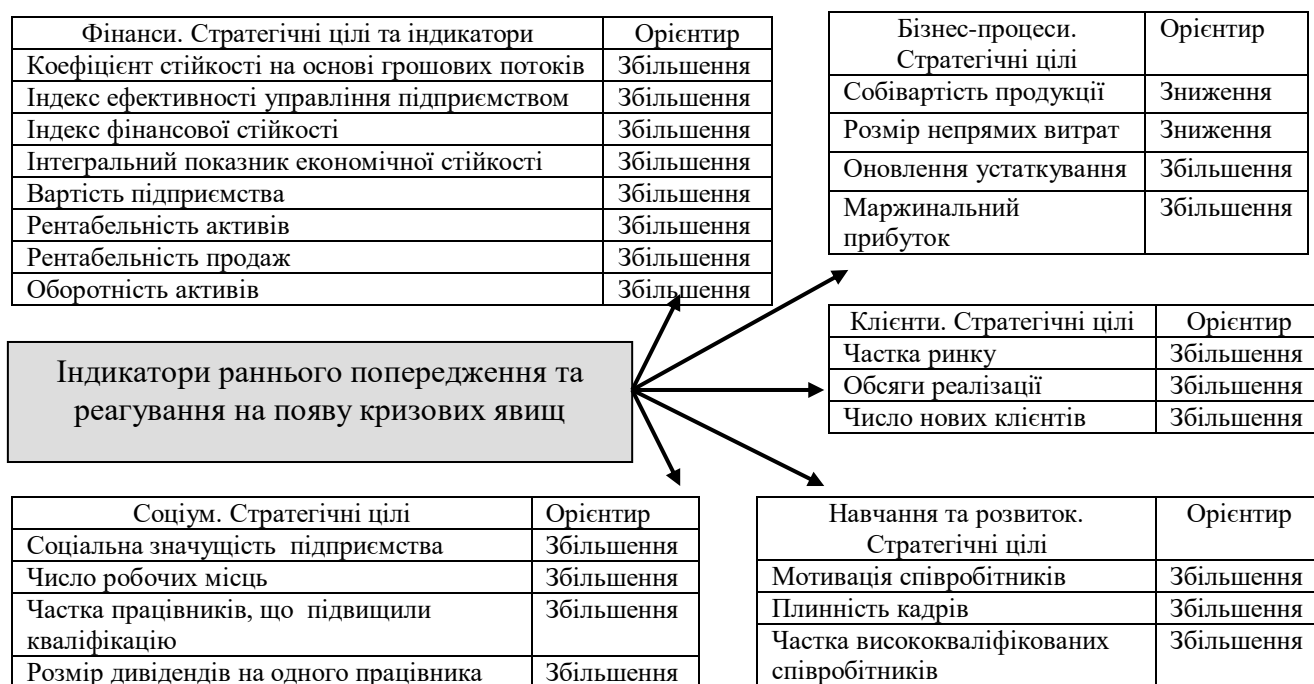 Фінанси. Стратегічні цілі та індикатори Орієнтир
Коефіцієнт стійкості на основі грошових потоків Збільшення
Індекс ефективності управління підприємством Збільшення
Індекс фінансової стійкості Збільшення
Інтегральний показник економічної стійкості Збільшення
Вартість підприємства Збільшення
Рентабельність активів Збільшення
Рентабельність продаж Збільшення
Оборотність активів Збільшення
Бізнес-процеси. Орієнтир
Стратегічні цілі
Собівартість продукції Зниження
Розмір непрямих витрат Зниження
Оновлення устаткування Збільшення
Маржинальний Збільшення
прибуток
Клієнти. Стратегічні цілі Орієнтир
Частка ринку Збільшення
Обсяги реалізації Збільшення
Число нових клієнтів Збільшення
Індикатори раннього попередження та
реагування на появу кризових явищ
Соціум. Стратегічні цілі Орієнтир
Соціальна значущість підприємства Збільшення
Число робочих місць Збільшення
Частка працівників, що підвищили Збільшення
кваліфікацію
Розмір дивідендів на одного працівника Збільшення
Навчання та розвиток. Орієнтир
Стратегічні цілі
Мотивація співробітників Збільшення
Плинність кадрів Збільшення
Частка висококваліфікованих Збільшення
співробітників